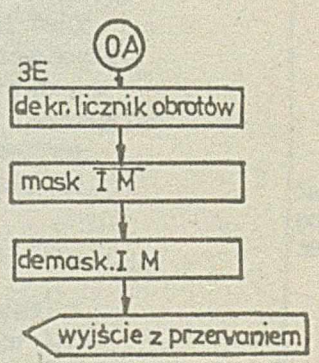 0A
3E
dekr. licznik obrotów
mask I̅ M̅
demask. I M
wyjście z przerwaniem